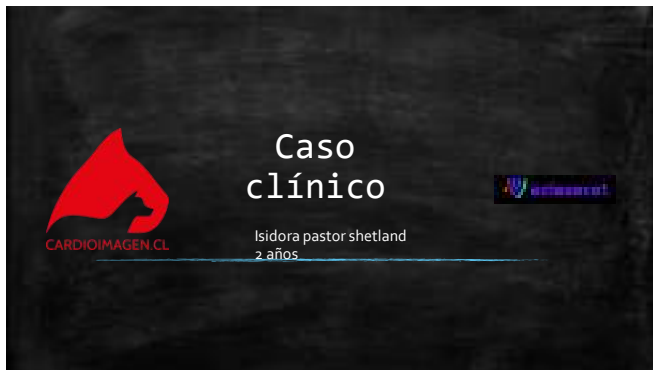 Caso
clínico
Isidora pastor shetland
2 años
CARDIOIMAGEN.CL